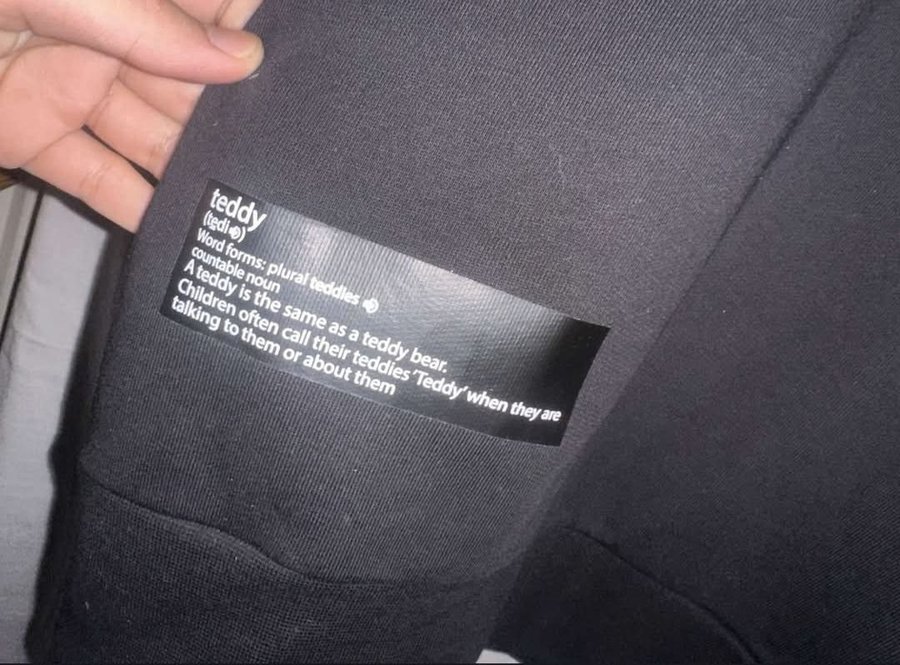 teddy
(tedi🔊)
Word forms: plural teddies 🔊
countable noun
A teddy is the same as a teddy bear.
Children often call their teddies 'Teddy' when they are
talking to them or about them